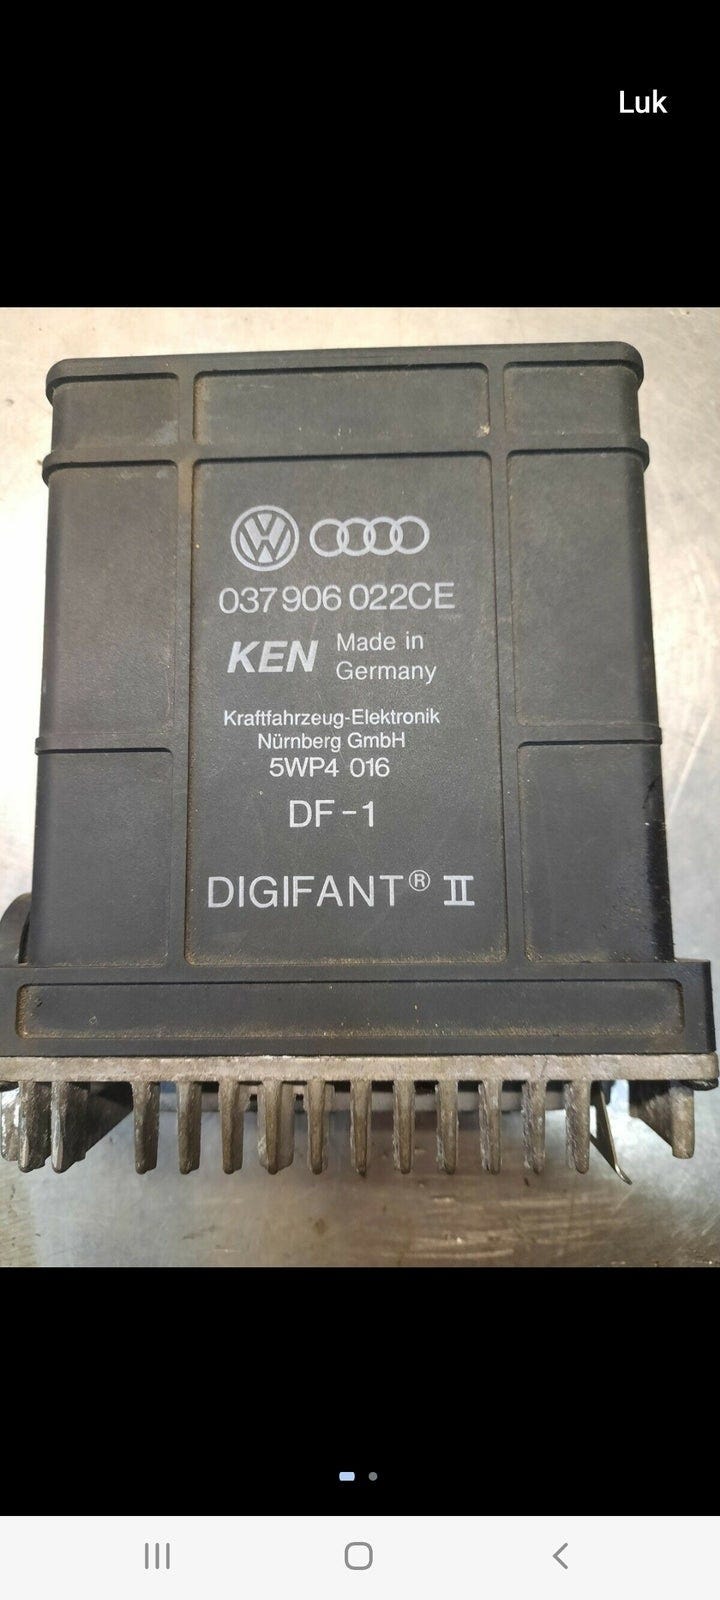 Luk
037 906 022CE
KEN Made in
Germany
Kraftfahrzeug-Elektronik
Nürnberg GmbH
5WP4 016
DF-1
DIGIFANT® II